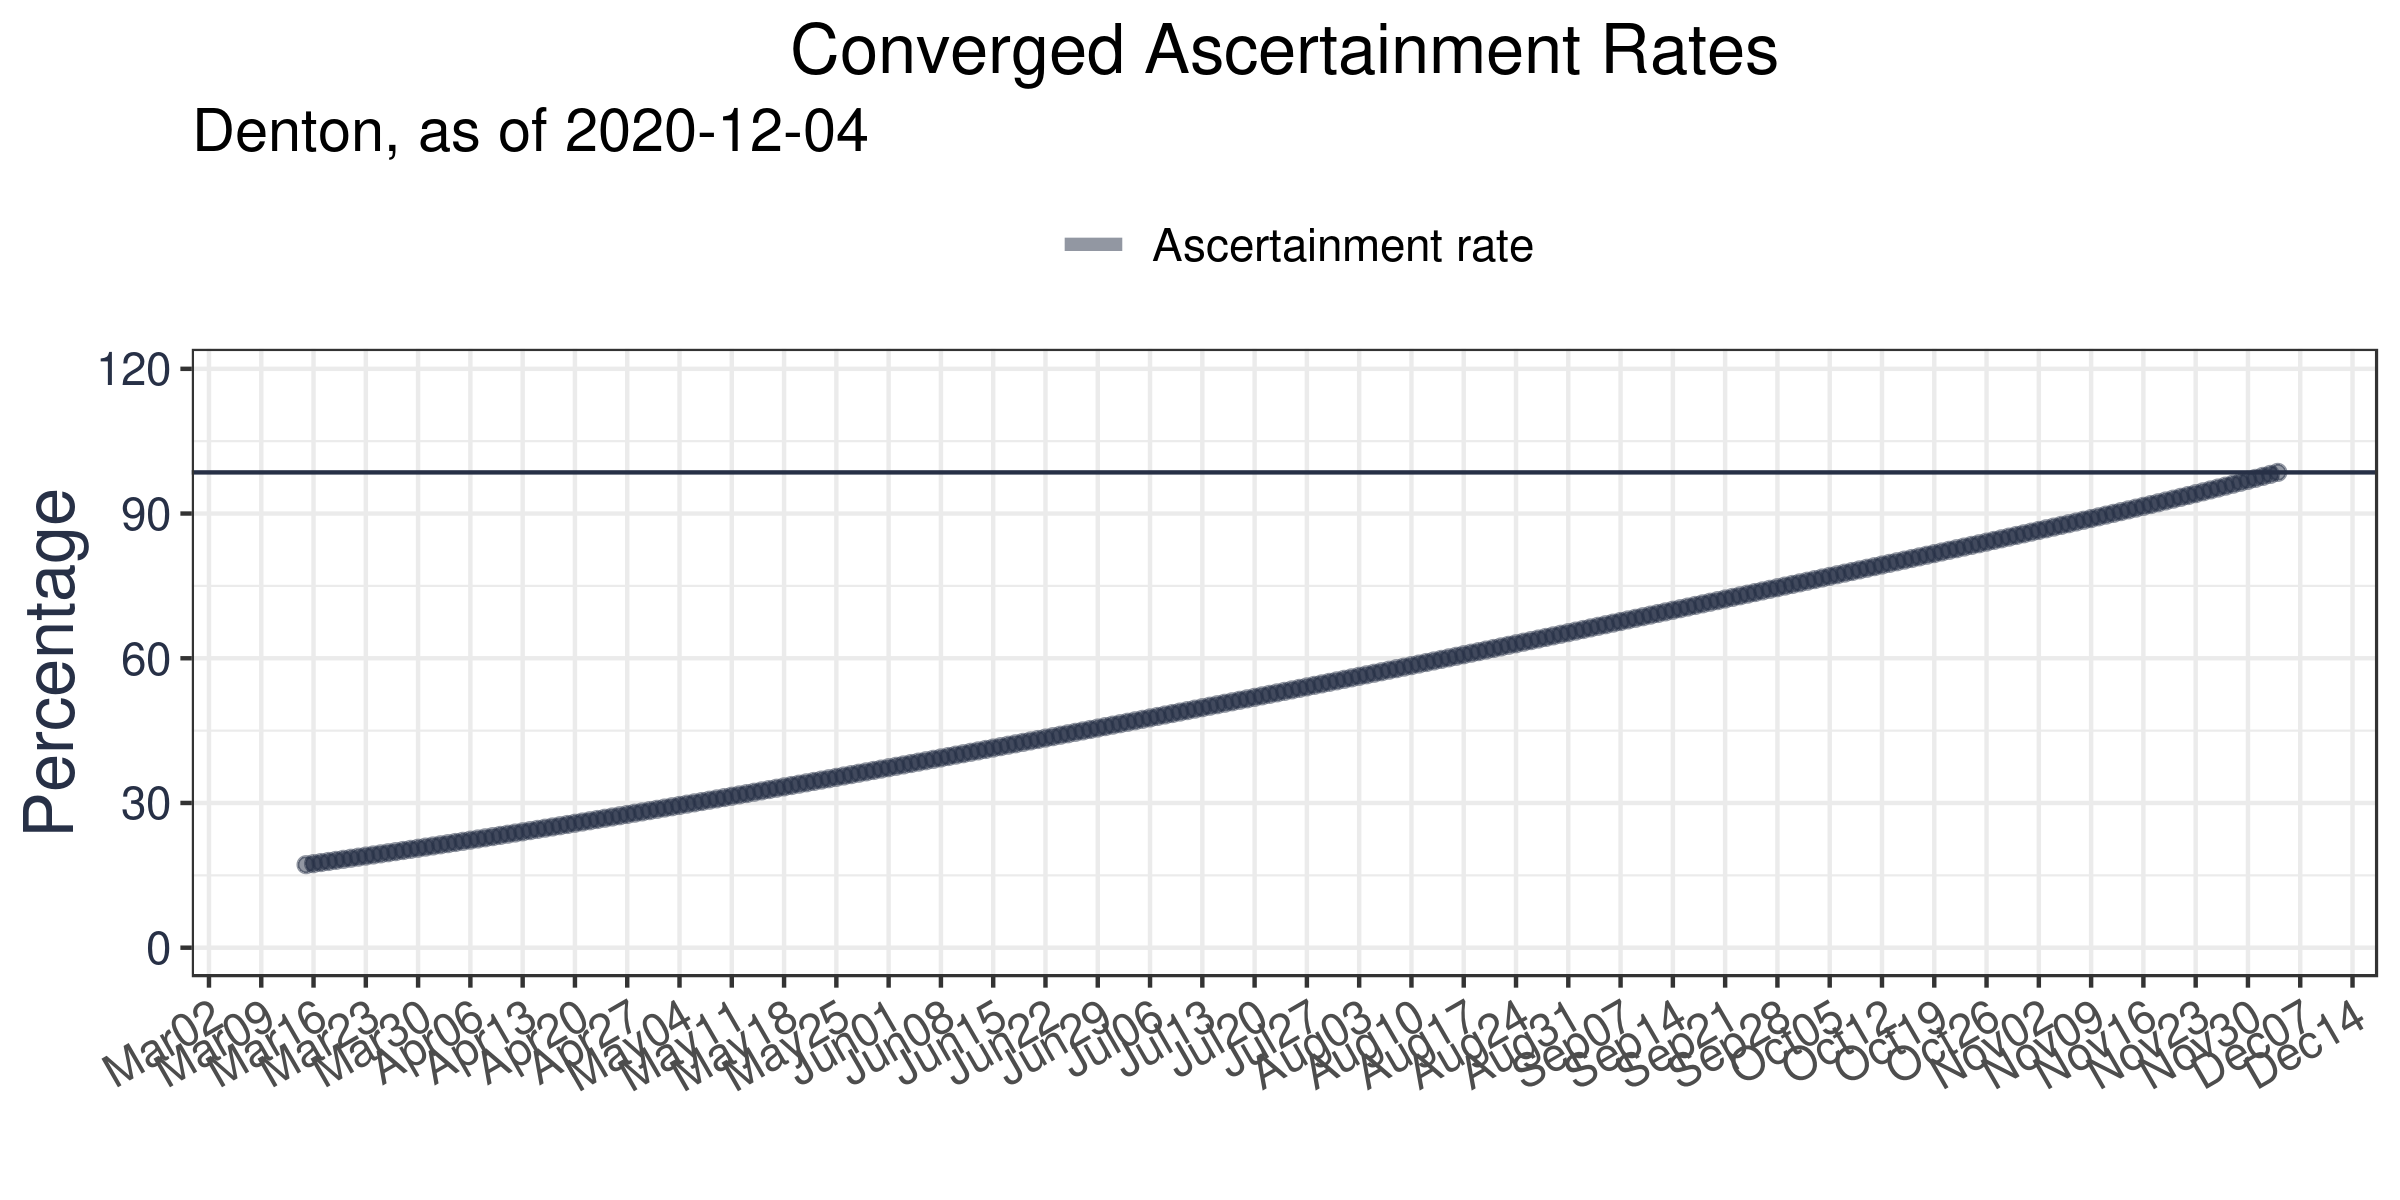 Converged Ascertainment Rates
Denton, as of 2020-12-04
Ascertainment rate
Percentage
120
90
60
30
0
Mar02 Mar09 Mar16 Mar23 Mar30 Apr06 Apr13 Apr20 Apr27 May04 May11 May18 May25 Jun01 Jun08 Jun15 Jun22 Jun29 Jul06 Jul13 Jul20 Jul27 Aug03 Aug10 Aug17 Aug24 Aug31 Sep07 Sep14 Sep21 Sep28 Oct05 Oct12 Oct19 Oct26 Nov02 Nov09 Nov16 Nov23 Nov30 Dec07 Dec14